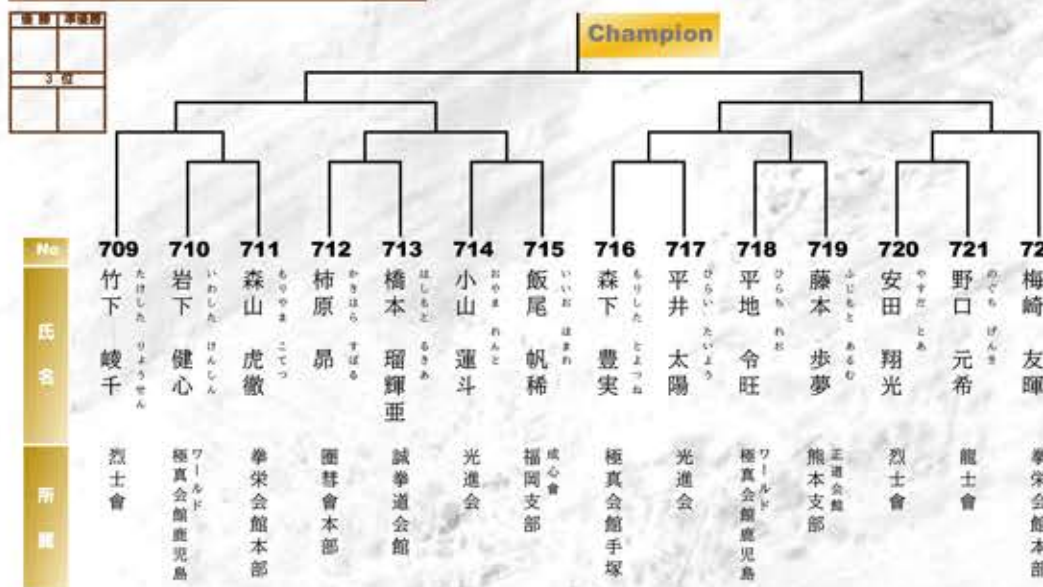 優勝 準優勝
3 位
Champion
No 709 710 711 712 713 714 715 716 717 718 719 720 721 72
氏名
竹下 崚千
たけした りょうせん
岩下 健心
いわした けんしん
森山 虎徹
もりやま こてつ
柿原 昴
かきはら すばる
橋本 瑠輝亜
はしもと るきあ
小山 蓮斗
おやま れんと
飯尾 帆稀
いいお ほまれ
森下 豊実
もりした とよつね
平井 太陽
ひらい たいよう
平地 令旺
ひらち れお
藤本 歩夢
ふじもと あるむ
安田 翔光
やすだ とあ
野口 元希
のぐち げんき
梅崎 友暉
所属
烈士會
ワールド
極真会館鹿児島
拳栄会館本部
團彗會本部
誠拳道会館
光進会
成心會
福岡支部
極真会館手塚
光進会
ワールド
極真会館鹿児島
正道会館
熊本支部
烈士會
龍士會
拳栄会館本部